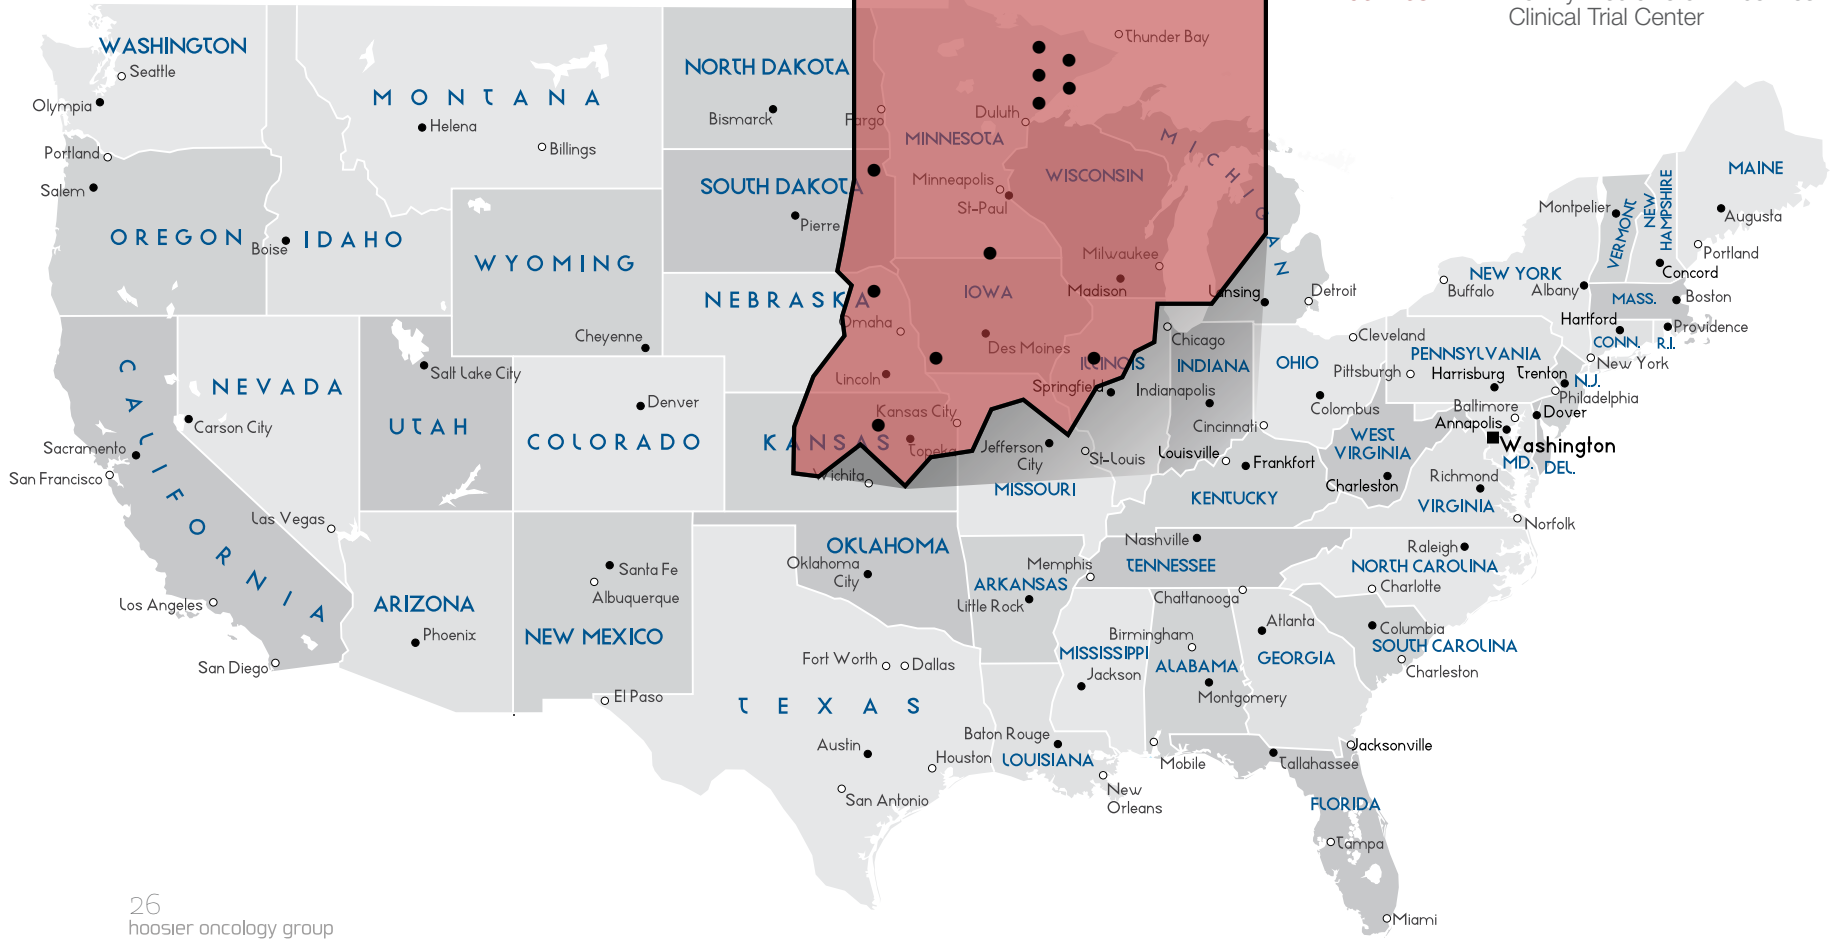 Clinical Trial Center
Thunder Bay
WASHINGTON
Seattle
Olympia
NORTH DAKOTA
MONTANA
Bismarck
Fargo
Duluth
Helena
MINNESOTA
MICHIGAN
Portland
Billings
MAINE
Salem
SOUTH DAKOTA
Minneapolis
WISCONSIN
St-Paul
Montpelier
VERMONT
NEW
HAMPSHIRE
Augusta
Pierre
OREGON
Boise
IDAHO
Portland
WYOMING
Milwaukee
NEW YORK
Concord
Buffalo
Albany
NEBRASKA
IOWA
Madison
Lansing
Detroit
MASS.
Boston
Omaha
Hartford
Providence
Cheyenne
Des Moines
Chicago
Cleveland
CONN.
R.I.
CALIFORNIA
NEVADA
Salt Lake City
Lincoln
ILLINOIS
INDIANA
OHIO
PENNSYLVANIA
New York
Pittsburgh
Harrisburg
Trenton
N.J.
Springfield
Indianapolis
Philadelphia
Denver
Colombus
Baltimore
Dover
Carson City
UTAH
COLORADO
Kansas City
Cincinnati
Annapolis
KANSAS
Topeka
Jefferson
City
St-Louis
Louisville
Frankfort
WEST
VIRGINIA
Washington
MD.
DEL.
Sacramento
San Francisco
Wichita
MISSOURI
KENTUCKY
Charleston
Richmond
VIRGINIA
Las Vegas
Norfolk
OKLAHOMA
Oklahoma
City
Nashville
Raleigh
Santa Fe
Albuquerque
Memphis
TENNESSEE
NORTH CAROLINA
ARKANSAS
Little Rock
Chattanooga
Charlotte
Los Angeles
ARIZONA
Phoenix
NEW MEXICO
Atlanta
Columbia
Birmingham
SOUTH CAROLINA
San Diego
Fort Worth
Dallas
MISSISSIPPI
Jackson
ALABAMA
GEORGIA
Charleston
El Paso
Montgomery
TEXAS
Austin
Baton Rouge
Houston
LOUISIANA
Mobile
Jacksonville
Tallahassee
San Antonio
New
Orleans
FLORIDA
Tampa
26
hoosier oncology group
Miami